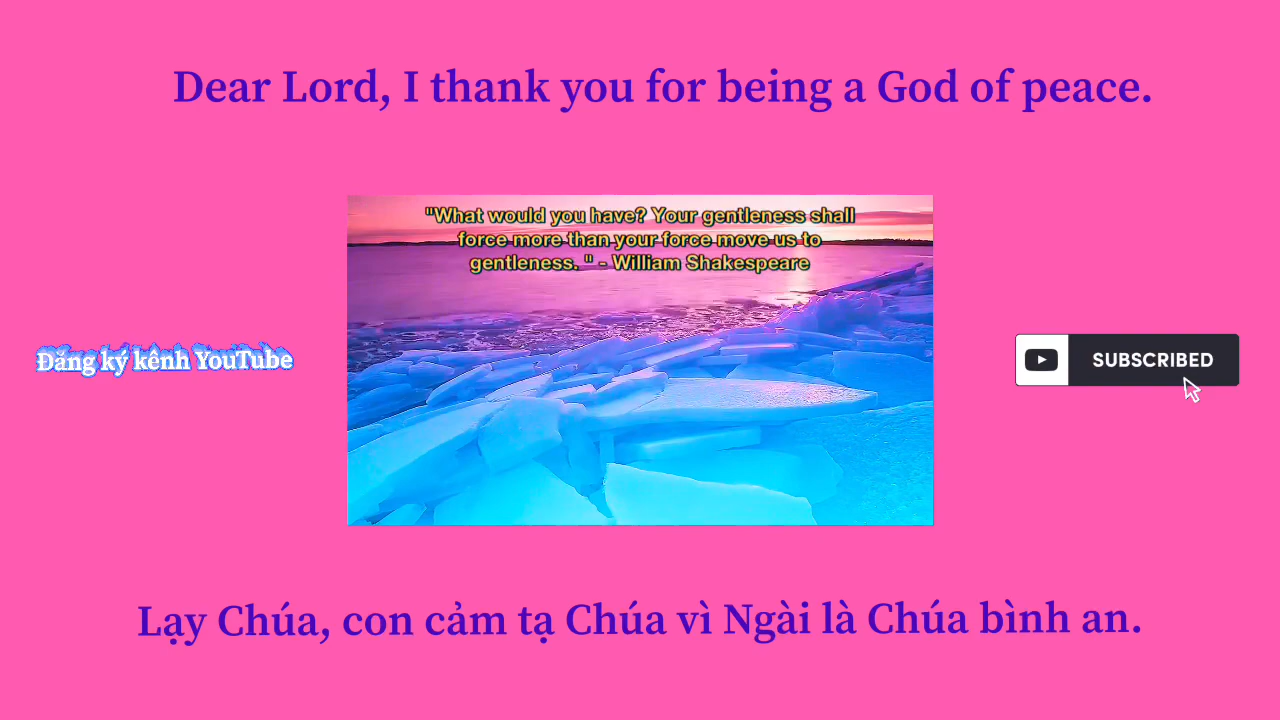 Dear Lord, I thank you for being a God of peace.
"What would you have? Your gentleness shall
force more than your force move us to
gentleness. " - William Shakespeare
Đăng ký kênh YouTube
SUBSCRIBED
Lạy Chúa, con cảm tạ Chúa vì Ngài là Chúa bình an.